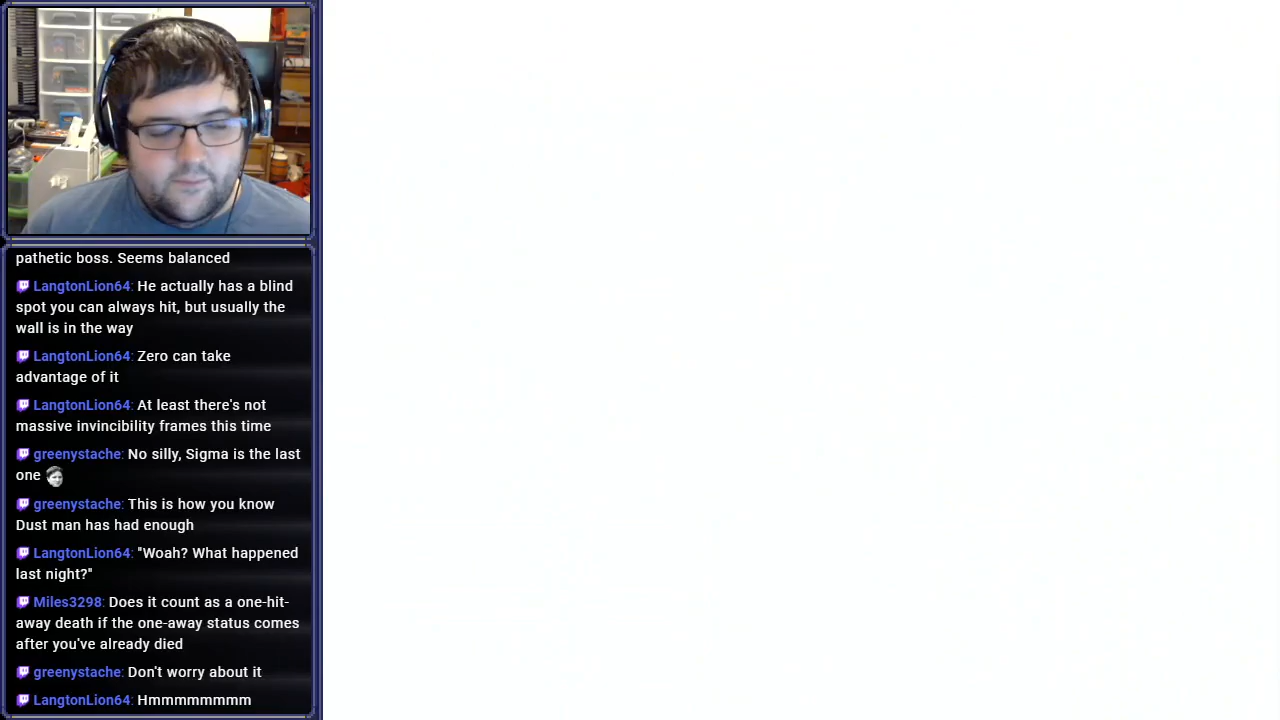 pathetic boss. Seems balanced
LangtonLion64: He actually has a blind
spot you can always hit, but usually the
wall is in the way
LangtonLion64: Zero can take
advantage of it
LangtonLion64: At least there's not
massive invincibility frames this time
greenystache: No silly, Sigma is the last
one
greenystache: This is how you know
Dust man has had enough
LangtonLion64: "Woah? What happened
last night?"
Miles3298: Does it count as a one-hit-
away death if the one-away status comes
after you've already died
greenystache: Don't worry about it
LangtonLion64: Hmmmmmmmm